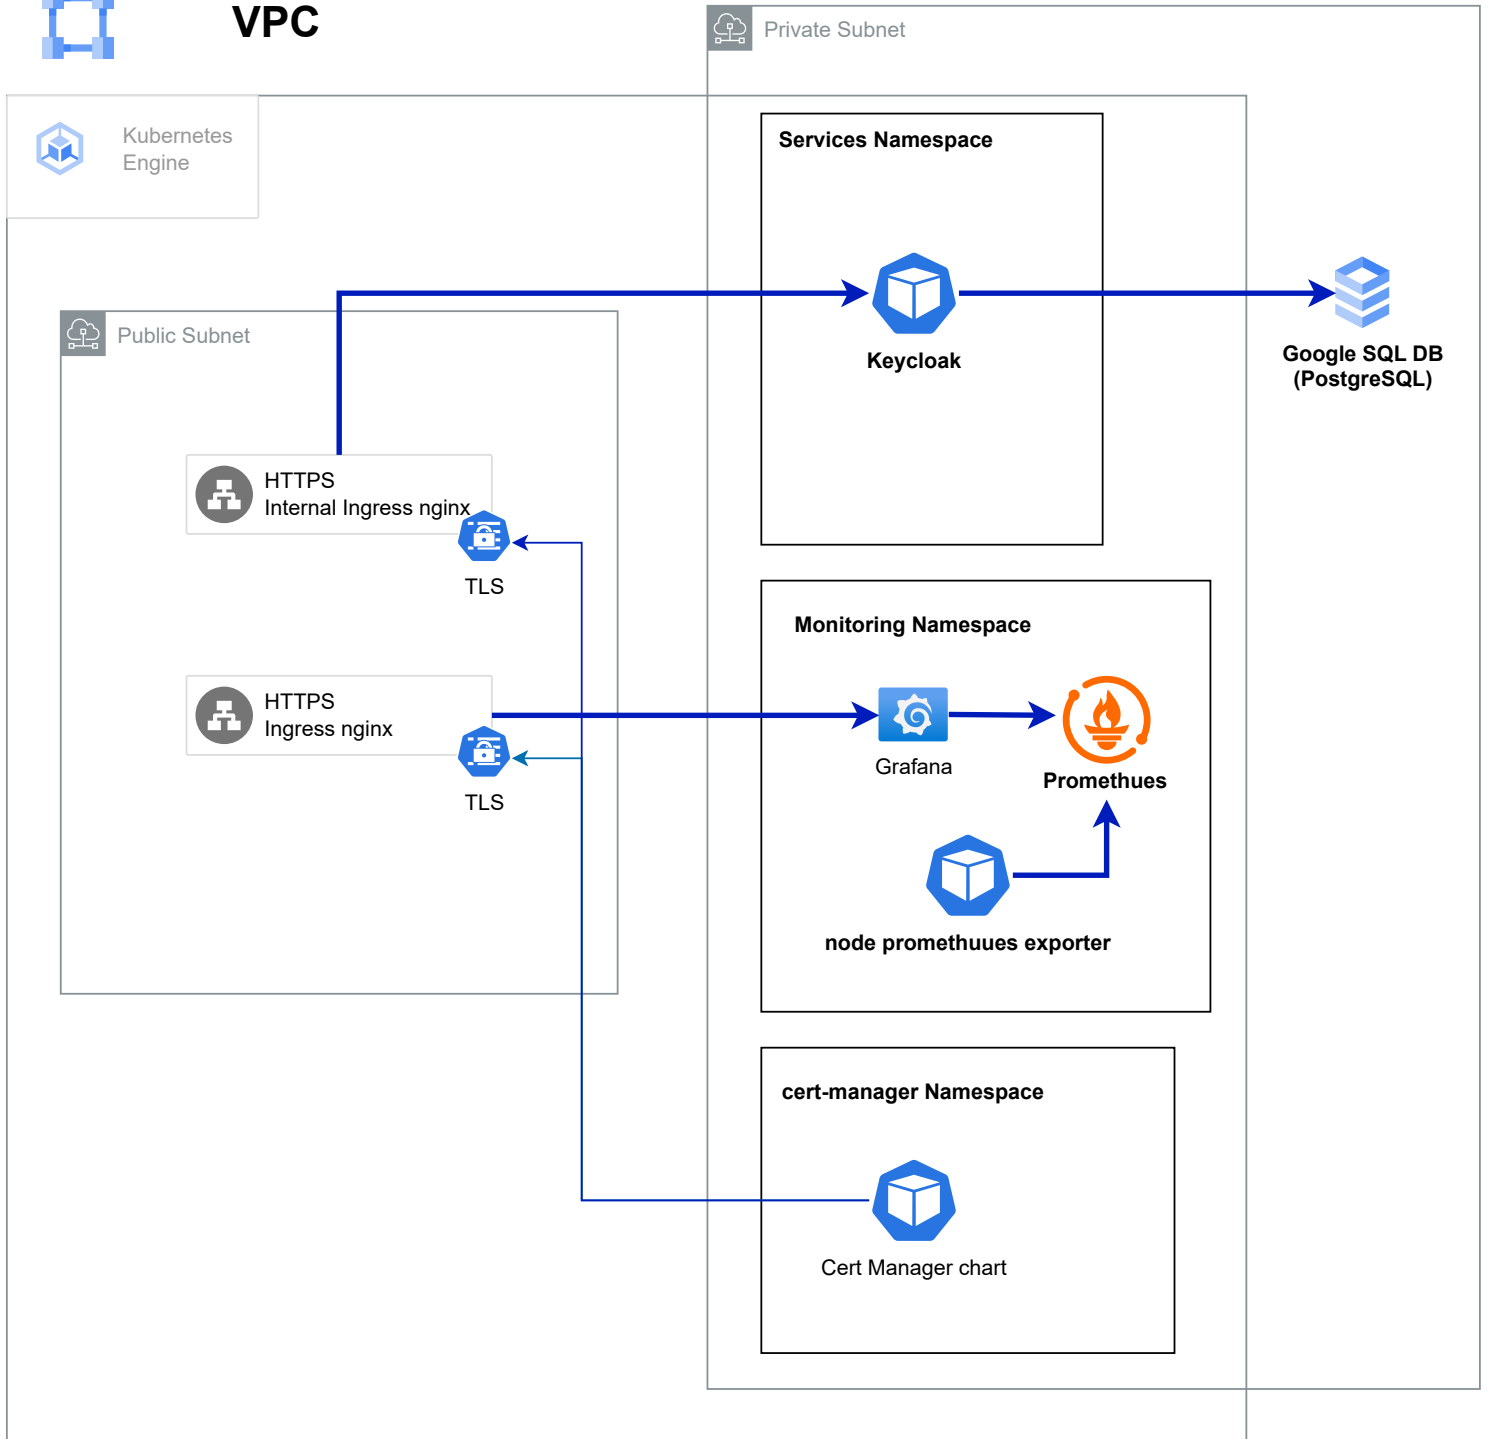 VPC
Private Subnet
Kubernetes
Engine
Services Namespace
Keycloak
Google SQL DB
(PostgreSQL)
Public Subnet
HTTPS
Internal Ingress nginx
TLS
HTTPS
Ingress nginx
TLS
Monitoring Namespace
Grafana
Promethues
node promethuues exporter
cert-manager Namespace
Cert Manager chart